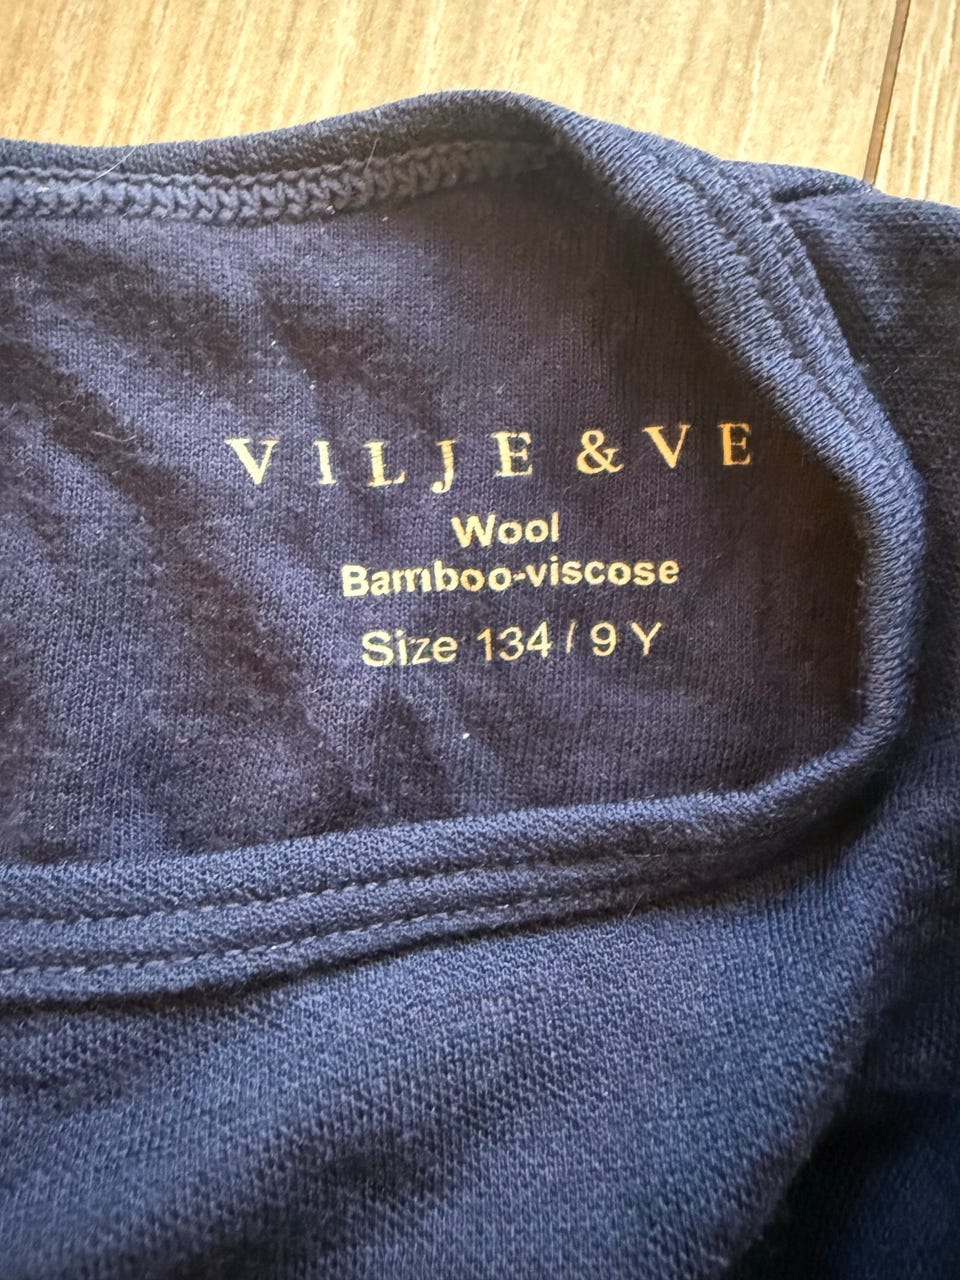 VILJE & VE
Wool
Bamboo-viscose
Size 134 / 9 Y